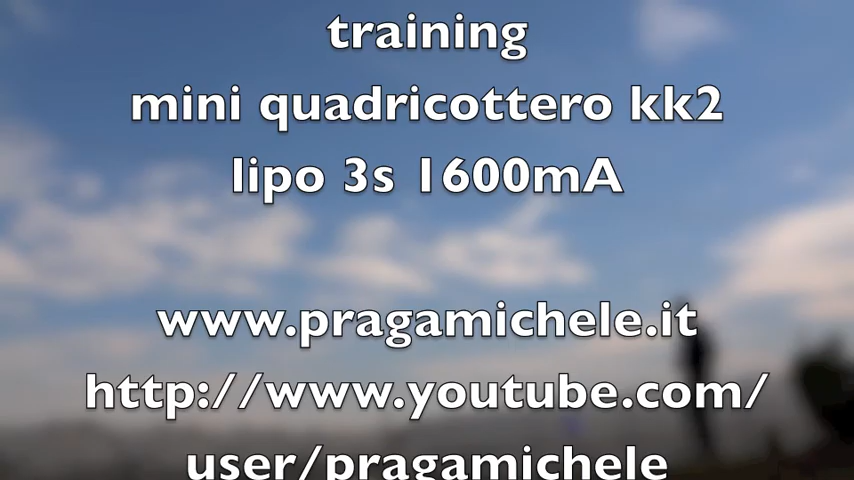 training
mini quadricottero kk2
lipo 3s 1600mA
www.pragamichele.it
http://www.youtube.com/
user/pragamichele